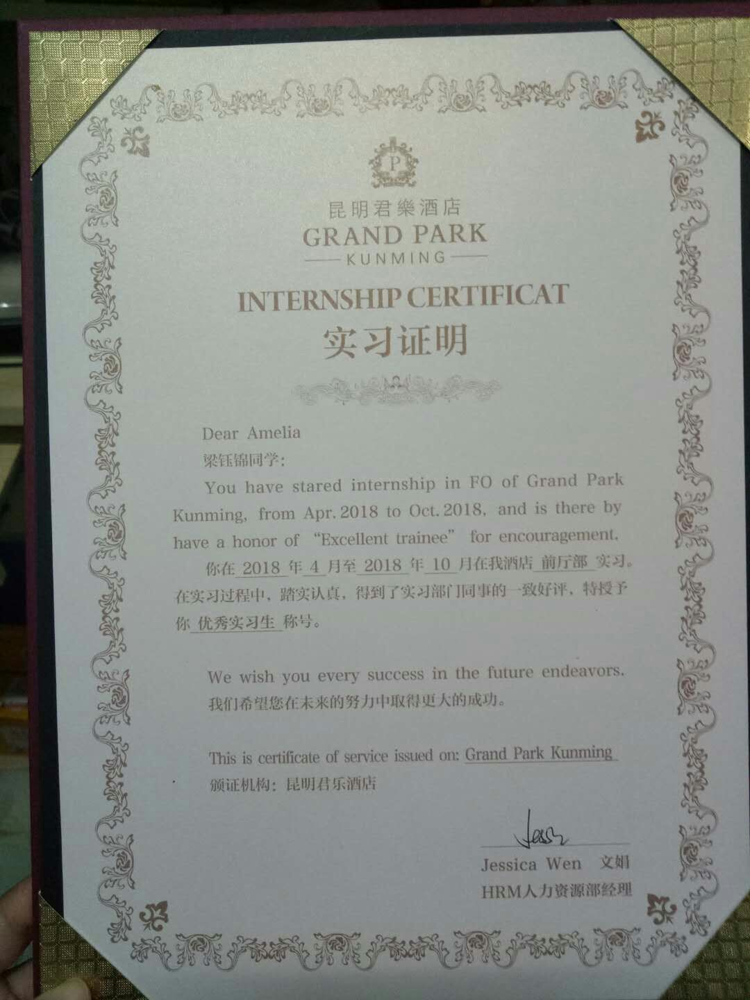 P
昆明君樂酒店
GRAND PARK
KUNMING
INTERNSHIP CERTIFICAT
实习证明
Dear Amelia
梁钰锦同学：
You have stared internship in FO of Grand Park
Kunming, from Apr. 2018 to Oct. 2018, and is there by
have a honor of “Excellent trainee” for encouragement.
你在 2018 年 4 月至 2018 年 10 月在我酒店 前厅部 实习。
在实习过程中，踏实认真，得到了实习部门同事的一致好评，特授予
你 优秀实习生 称号。
We wish you every success in the future endeavors.
我们希望您在未来的努力中取得更大的成功。
This is certificate of service issued on: Grand Park Kunming
颁证机构：昆明君乐酒店
Jessica Wen 文娟
HRM人力资源部经理